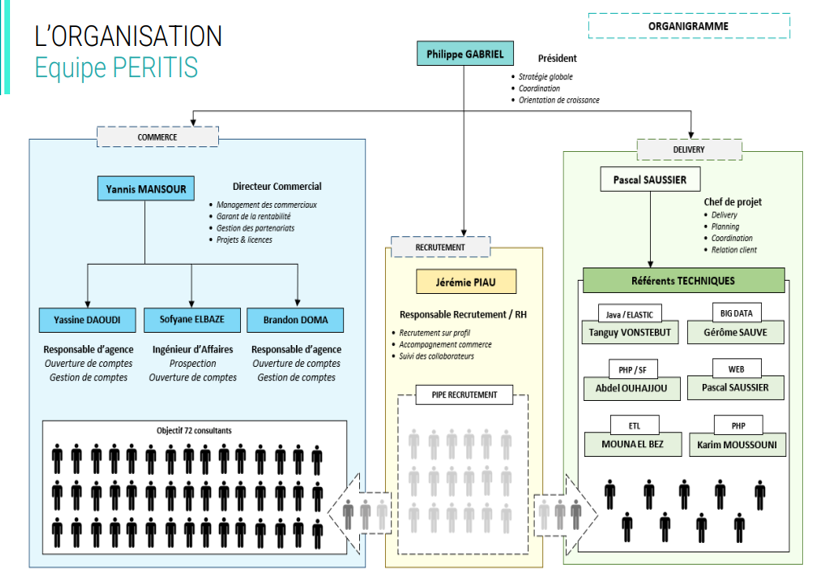 L'ORGANISATION
Equipe PERITIS
ORGANIGRAMME
Philippe GABRIEL
Président
• Stratégie globale
• Coordination
• Orientation de croissance
COMMERCE
Yannis MANSOUR
Directeur Commercial
• Management des commerciaux
• Garant de la rentabilité
• Gestion des partenariats
• Projets & licences
Yassine DAOUDI
Sofyane ELBAZE
Brandon DOMA
Responsable d'agence
Ouverture de comptes
Gestion de comptes
Ingénieur d'Affaires
Prospection
Ouverture de comptes
Responsable d'agence
Ouverture de comptes
Gestion de comptes
Objectif 72 consultants
RECRUTEMENT
Jérémie PIAU
Responsable Recrutement / RH
• Recrutement sur profil
• Accompagnement commerce
• Suivi des collaborateurs
PIPE RECRUTEMENT
DELIVERY
Pascal SAUSSIER
Chef de projet
• Delivery
• Planning
• Coordination
• Relation client
Référents TECHNIQUES
Java / ELASTIC
Tanguy VONSTEBUT
BIG DATA
Gérôme SAUVE
PHP / SF
Abdel OUHAJJOU
WEB
Pascal SAUSSIER
ETL
MOUNA EL BEZ
PHP
Karim MOUSSOUNI